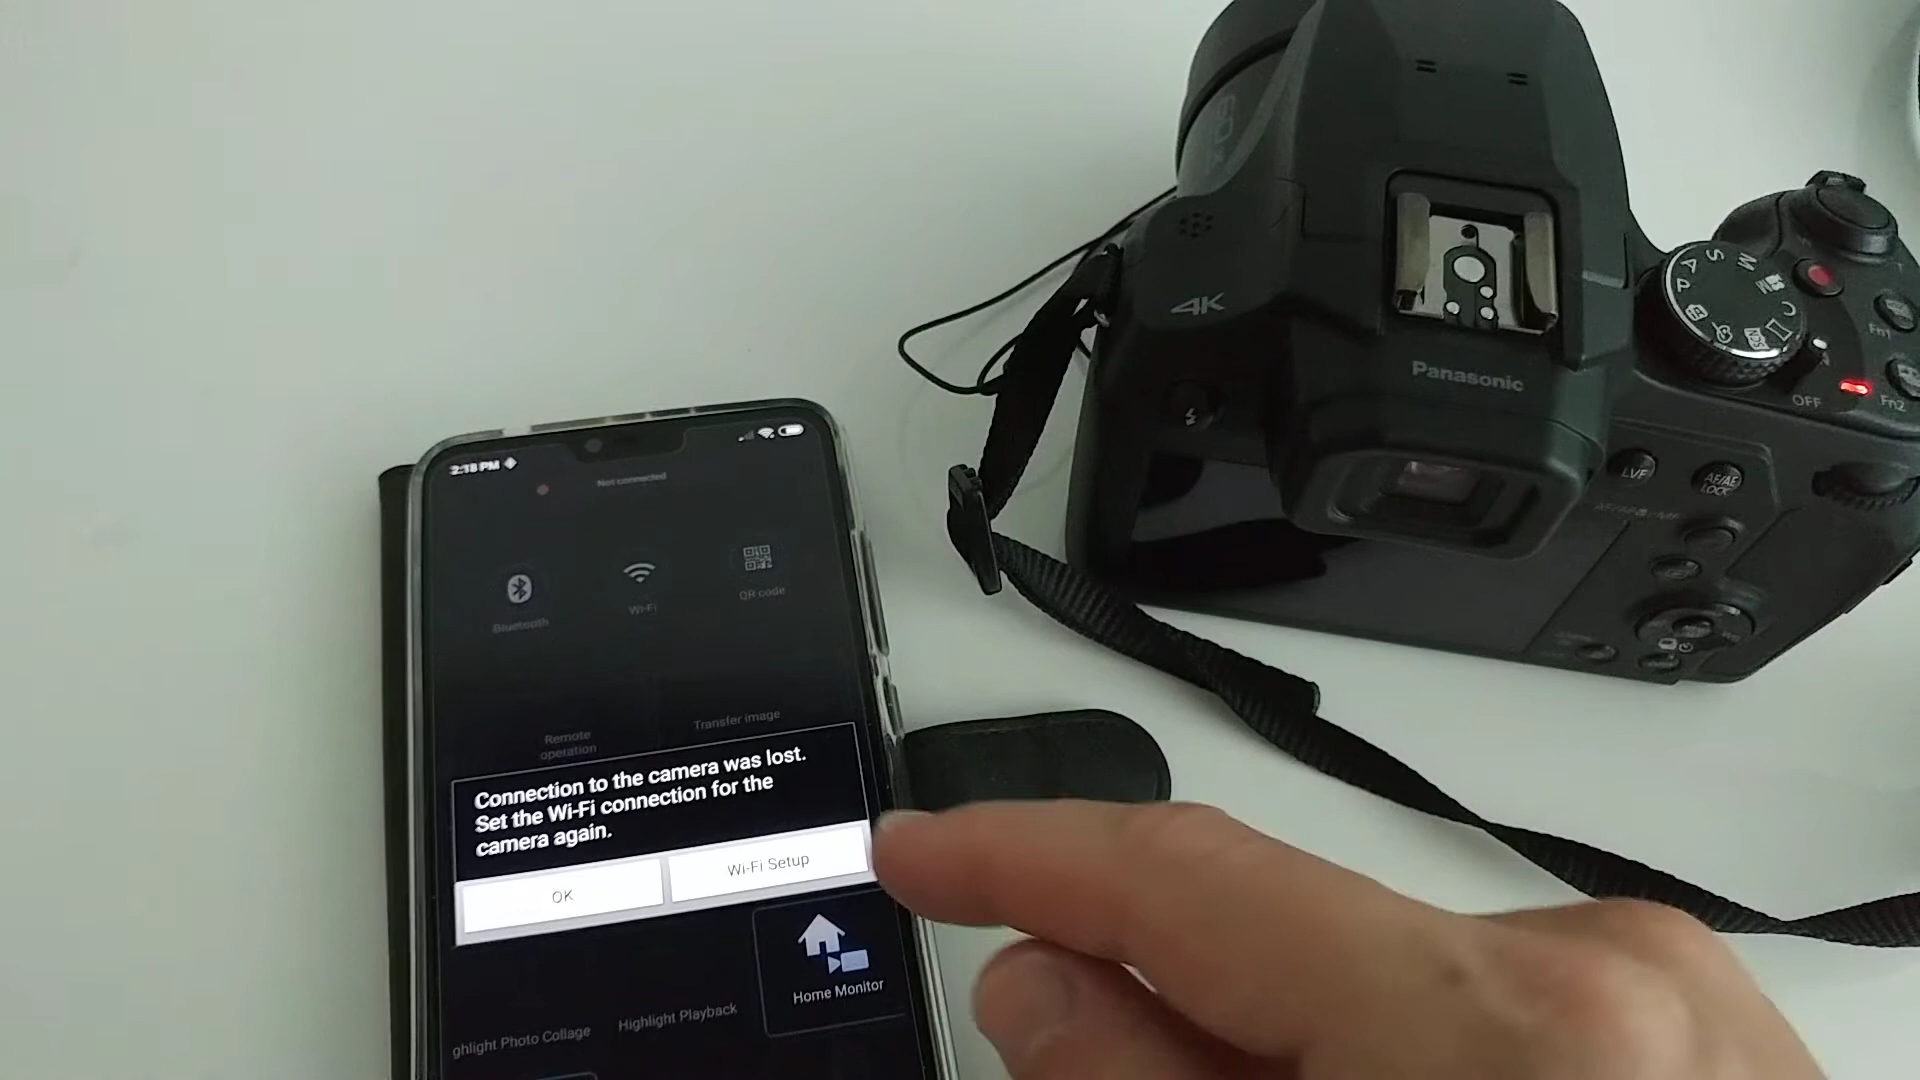 2:18 PM
Not connected
Bluetooth
Wi-Fi
QR code
Remote
operation
Transfer image
Connection to the camera was lost.
Set the Wi-Fi connection for the
camera again.
OK
Wi-Fi Setup
Home Monitor
ghlight Photo Collage
Highlight Playback
4K
Panasonic
LVF
AF/AE
LOCK
OFF
Fn1
Fn2
P
A
S
M
C